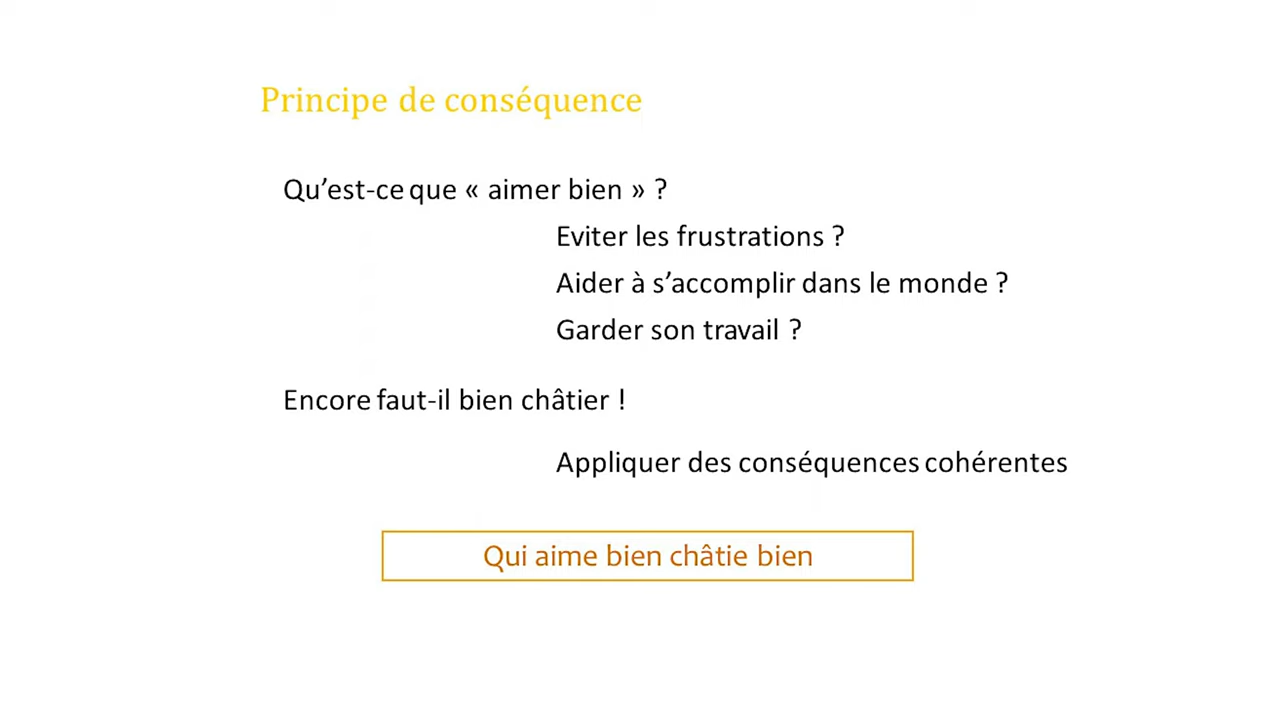 Principe de conséquence
Qu’est-ce que « aimer bien » ?
Eviter les frustrations ?
Aider à s’accomplir dans le monde ?
Garder son travail ?
Encore faut-il bien châtier !
Appliquer des conséquences cohérentes
Qui aime bien châtie bien